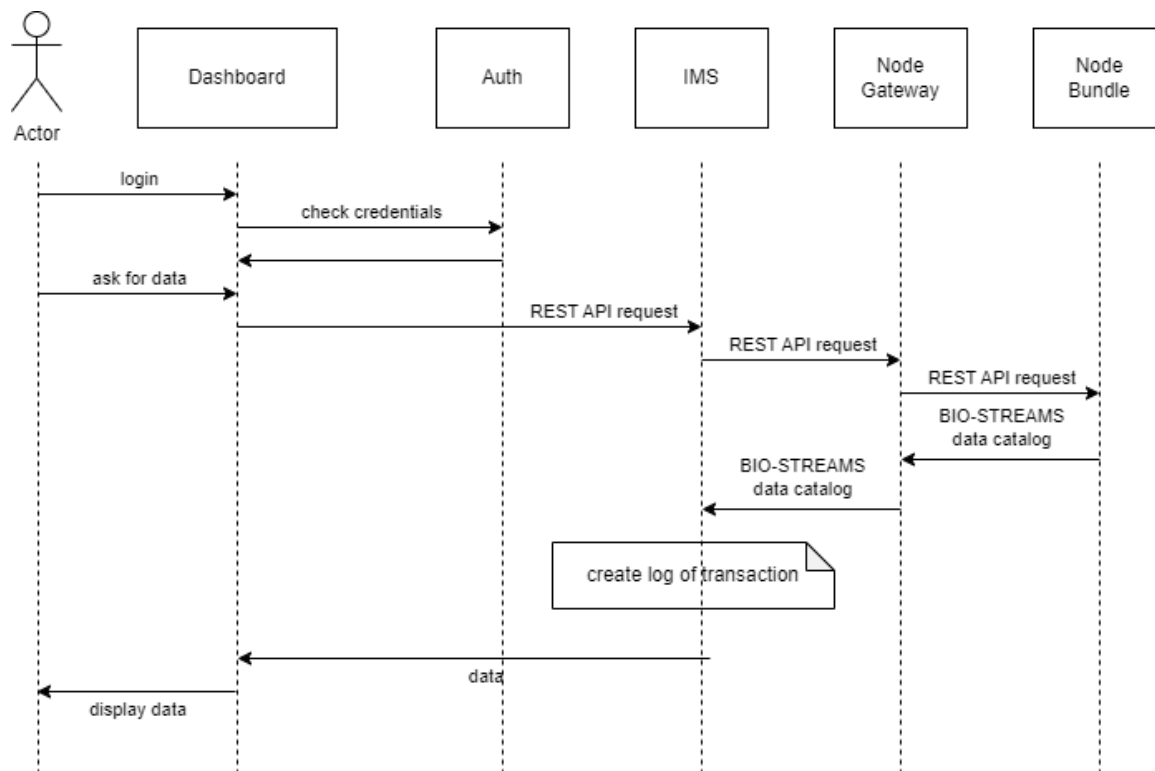 Actor
Dashboard
Auth
IMS
Node
Gateway
Node
Bundle
login
check credentials
ask for data
REST API request
REST API request
REST API request
BIO-STREAMS
data catalog
BIO-STREAMS
data catalog
create log of transaction
data
display data